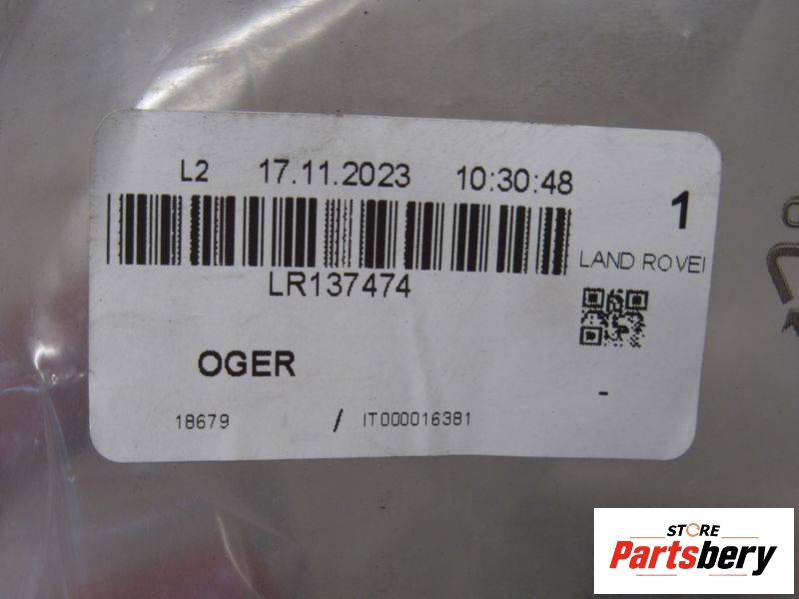 L2 17.11.2023 10:30:48
1
LAND ROVEI
LR137474
OGER
-
18679 / IT000016381
STORE
Partsbery